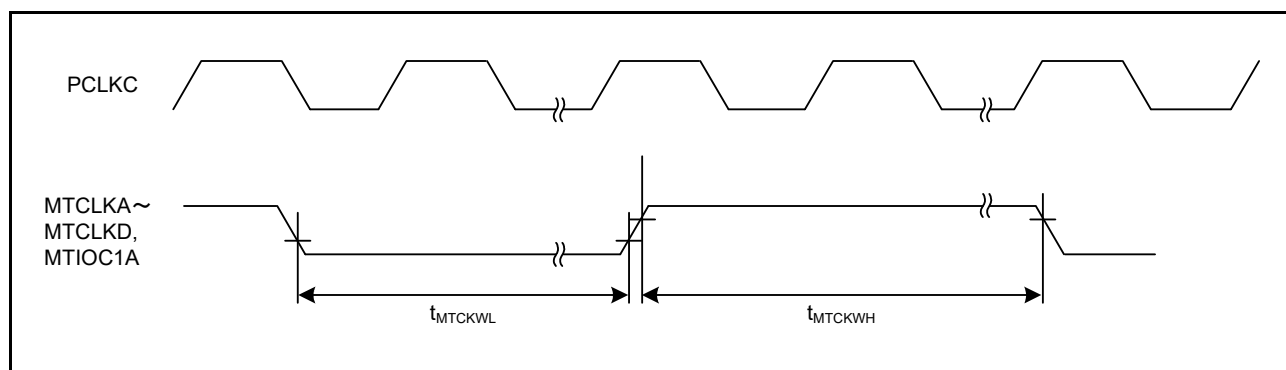 PCLKC
MTCLKA～
MTCLKD,
MTIOC1A
tMTCKWL
tMTCKWH